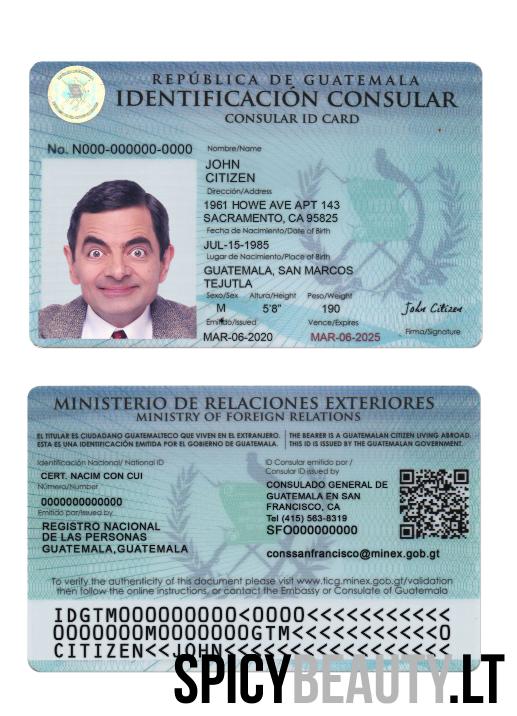 REPÚBLICA DE GUATEMALA
IDENTIFICACIÓN CONSULAR
CONSULAR ID CARD
No. N000-000000-0000
Nombre/Name
JOHN
CITIZEN
Dirección/Address
1961 HOWE AVE APT 143
SACRAMENTO, CA 95825
Fecha de Nacimiento/Date of Birth
JUL-15-1985
Lugar de Nacimiento/Place of Birth
GUATEMALA, SAN MARCOS
TEJUTLA
Sexo/Sex Altura/Height Peso/Weight
M 5'8" 190
John Citizen
Emitido/Issued Vence/Expires Firma/Signature
MAR-06-2020 MAR-06-2025
MINISTERIO DE RELACIONES EXTERIORES
MINISTRY OF FOREIGN RELATIONS
EL TITULAR ES CIUDADANO GUATEMALTECO QUE VIVEN EN EL EXTRANJERO.
ESTA ES UNA IDENTIFICACIÓN EMITIDA POR EL GOBIERNO DE GUATEMALA.
THE BEARER IS A GUATEMALAN CITIZEN LIVING ABROAD.
THIS ID IS ISSUED BY THE GUATEMALAN GOVERNMENT.
Identificación Nacional/ National ID
CERT. NACIM CON CUI
Número/Number
0000000000000
Emitido por/Issued by
REGISTRO NACIONAL
DE LAS PERSONAS
GUATEMALA,GUATEMALA
ID Consular emitido por /
Consular ID issued by
CONSULADO GENERAL DE
GUATEMALA EN SAN
FRANCISCO, CA
Tel (415) 563-8319
SFO000000000
conssanfrancisco@minex.gob.gt
To verify the authenticity of this document please visit www.ticg.minex.gob.gt/validation
then follow the online instructions, or contact the Embassy or Consulate of Guatemala
IDGTM0000000000<0000<<<<<<<<<<<
0000000M0000000GTM<<<<<<<<<<<0
CITIZEN<<JOHN<<<<<<<<<<<<<<<<<
SPICYBEAUTY.LT